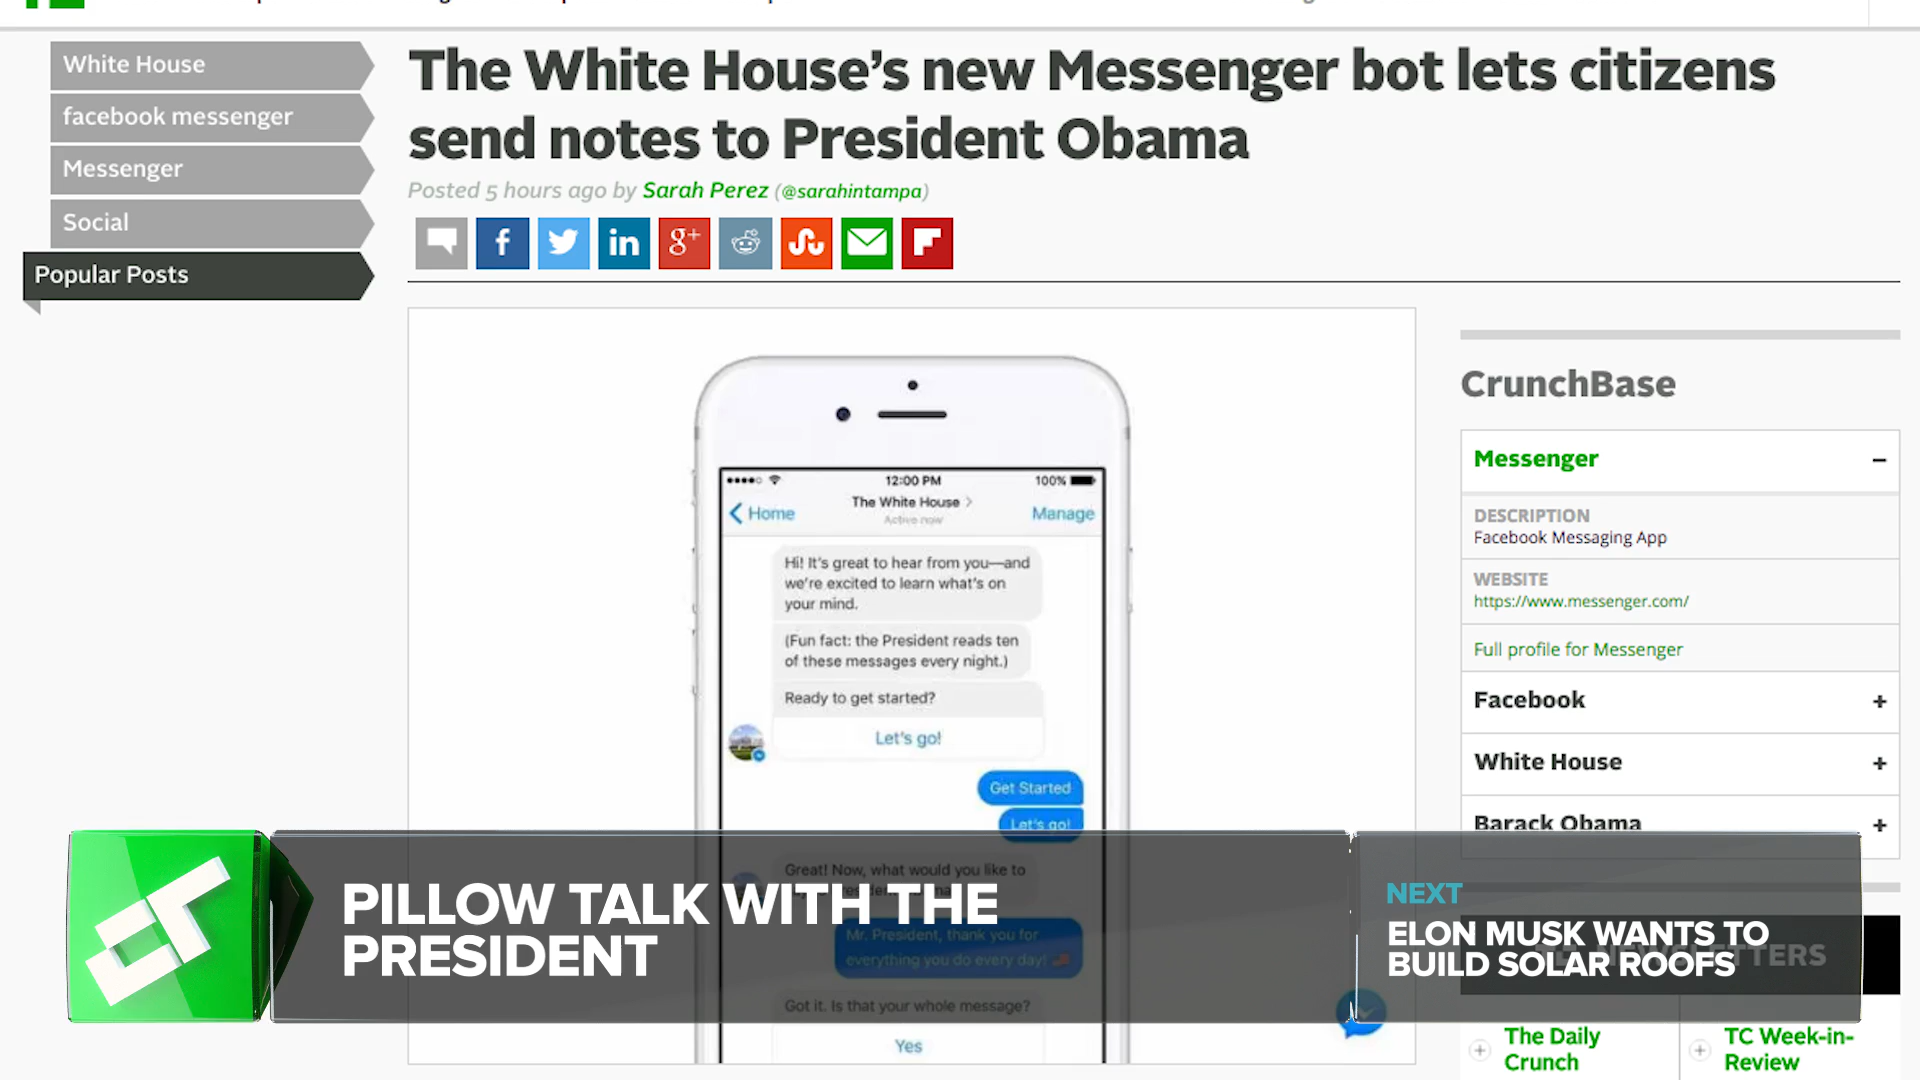 White House
facebook messenger
Messenger
Social
Popular Posts
The White House's new Messenger bot lets citizens
send notes to President Obama
Posted 5 hours ago by Sarah Perez (@sarahintampa)
f
in
g+
12:00 PM
100%
Home
The White House >
Manage
Active now
Hi! It's great to hear from you—and
we're excited to learn what's on
your mind.
(Fun fact: the President reads ten
of these messages every night.)
Ready to get started?
Let's go!
Get Started
Let's go!
Great! Now, what would you like to
Mr. President, thank you for
everything you do every day!
Got it. Is that your whole message?
Yes
CrunchBase
Messenger
DESCRIPTION
Facebook Messaging App
WEBSITE
https://www.messenger.com/
Full profile for Messenger
Facebook
White House
Barack Obama
The Daily
Crunch
TC Week-in-
Review
PILLOW TALK WITH THE
PRESIDENT
NEXT
ELON MUSK WANTS TO
BUILD SOLAR ROOFS